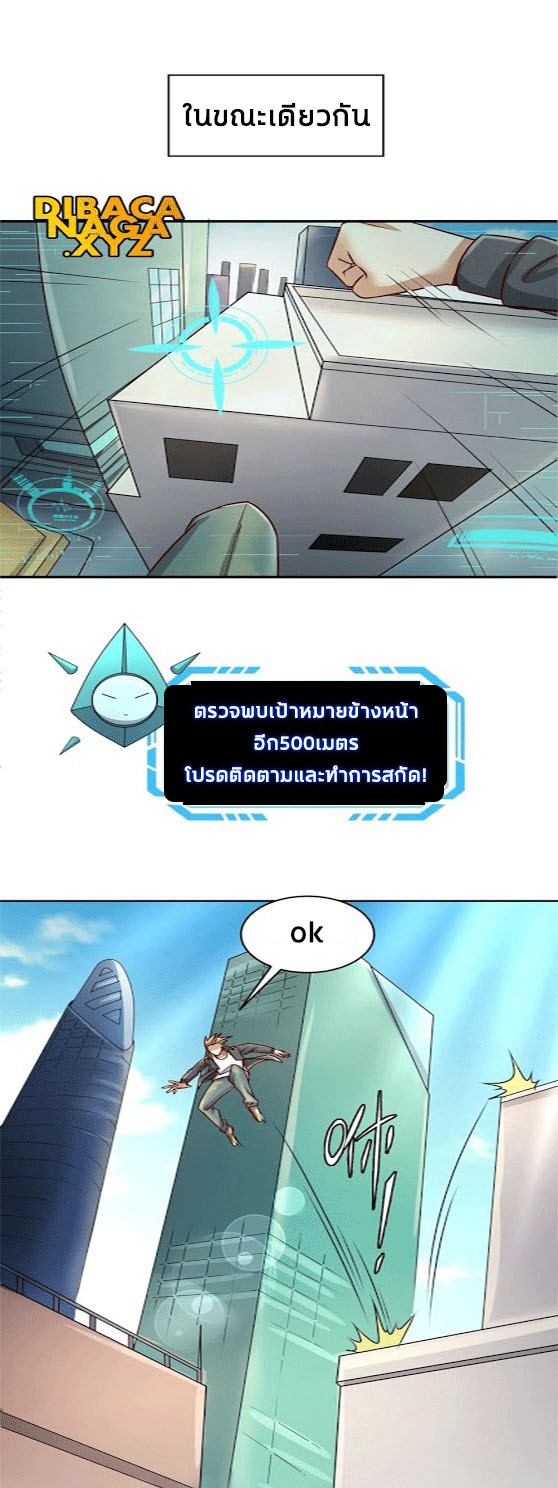 ในขณะเดียวกัน
DIBACA
NAGA
.XYZ
ตรวจพบเป้าหมายข้างหน้า
อีก500เมตร
โปรดติดตามและทำการสกัด!
ok